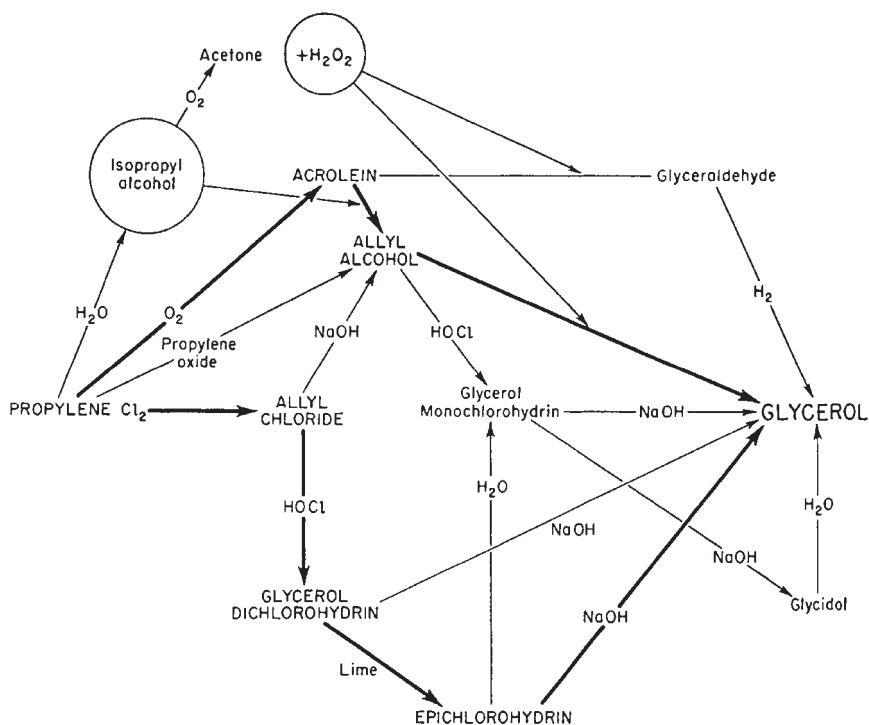 Acetone
+H₂O₂
O₂
Isopropyl
alcohol
ACROLEIN
Glyceraldehyde
ALLYL
ALCOHOL
H₂
H₂O
O₂
NaOH
HOCl
Propylene
oxide
PROPYLENE Cl₂
ALLYL
CHLORIDE
Glycerol
Monochlorohydrin
NaOH
GLYCEROL
H₂O
HOCl
H₂O
NaOH
NaOH
GLYCEROL
DICHLOROHYDRIN
NaOH
Glycidol
Lime
EPICHLOROHYDRIN